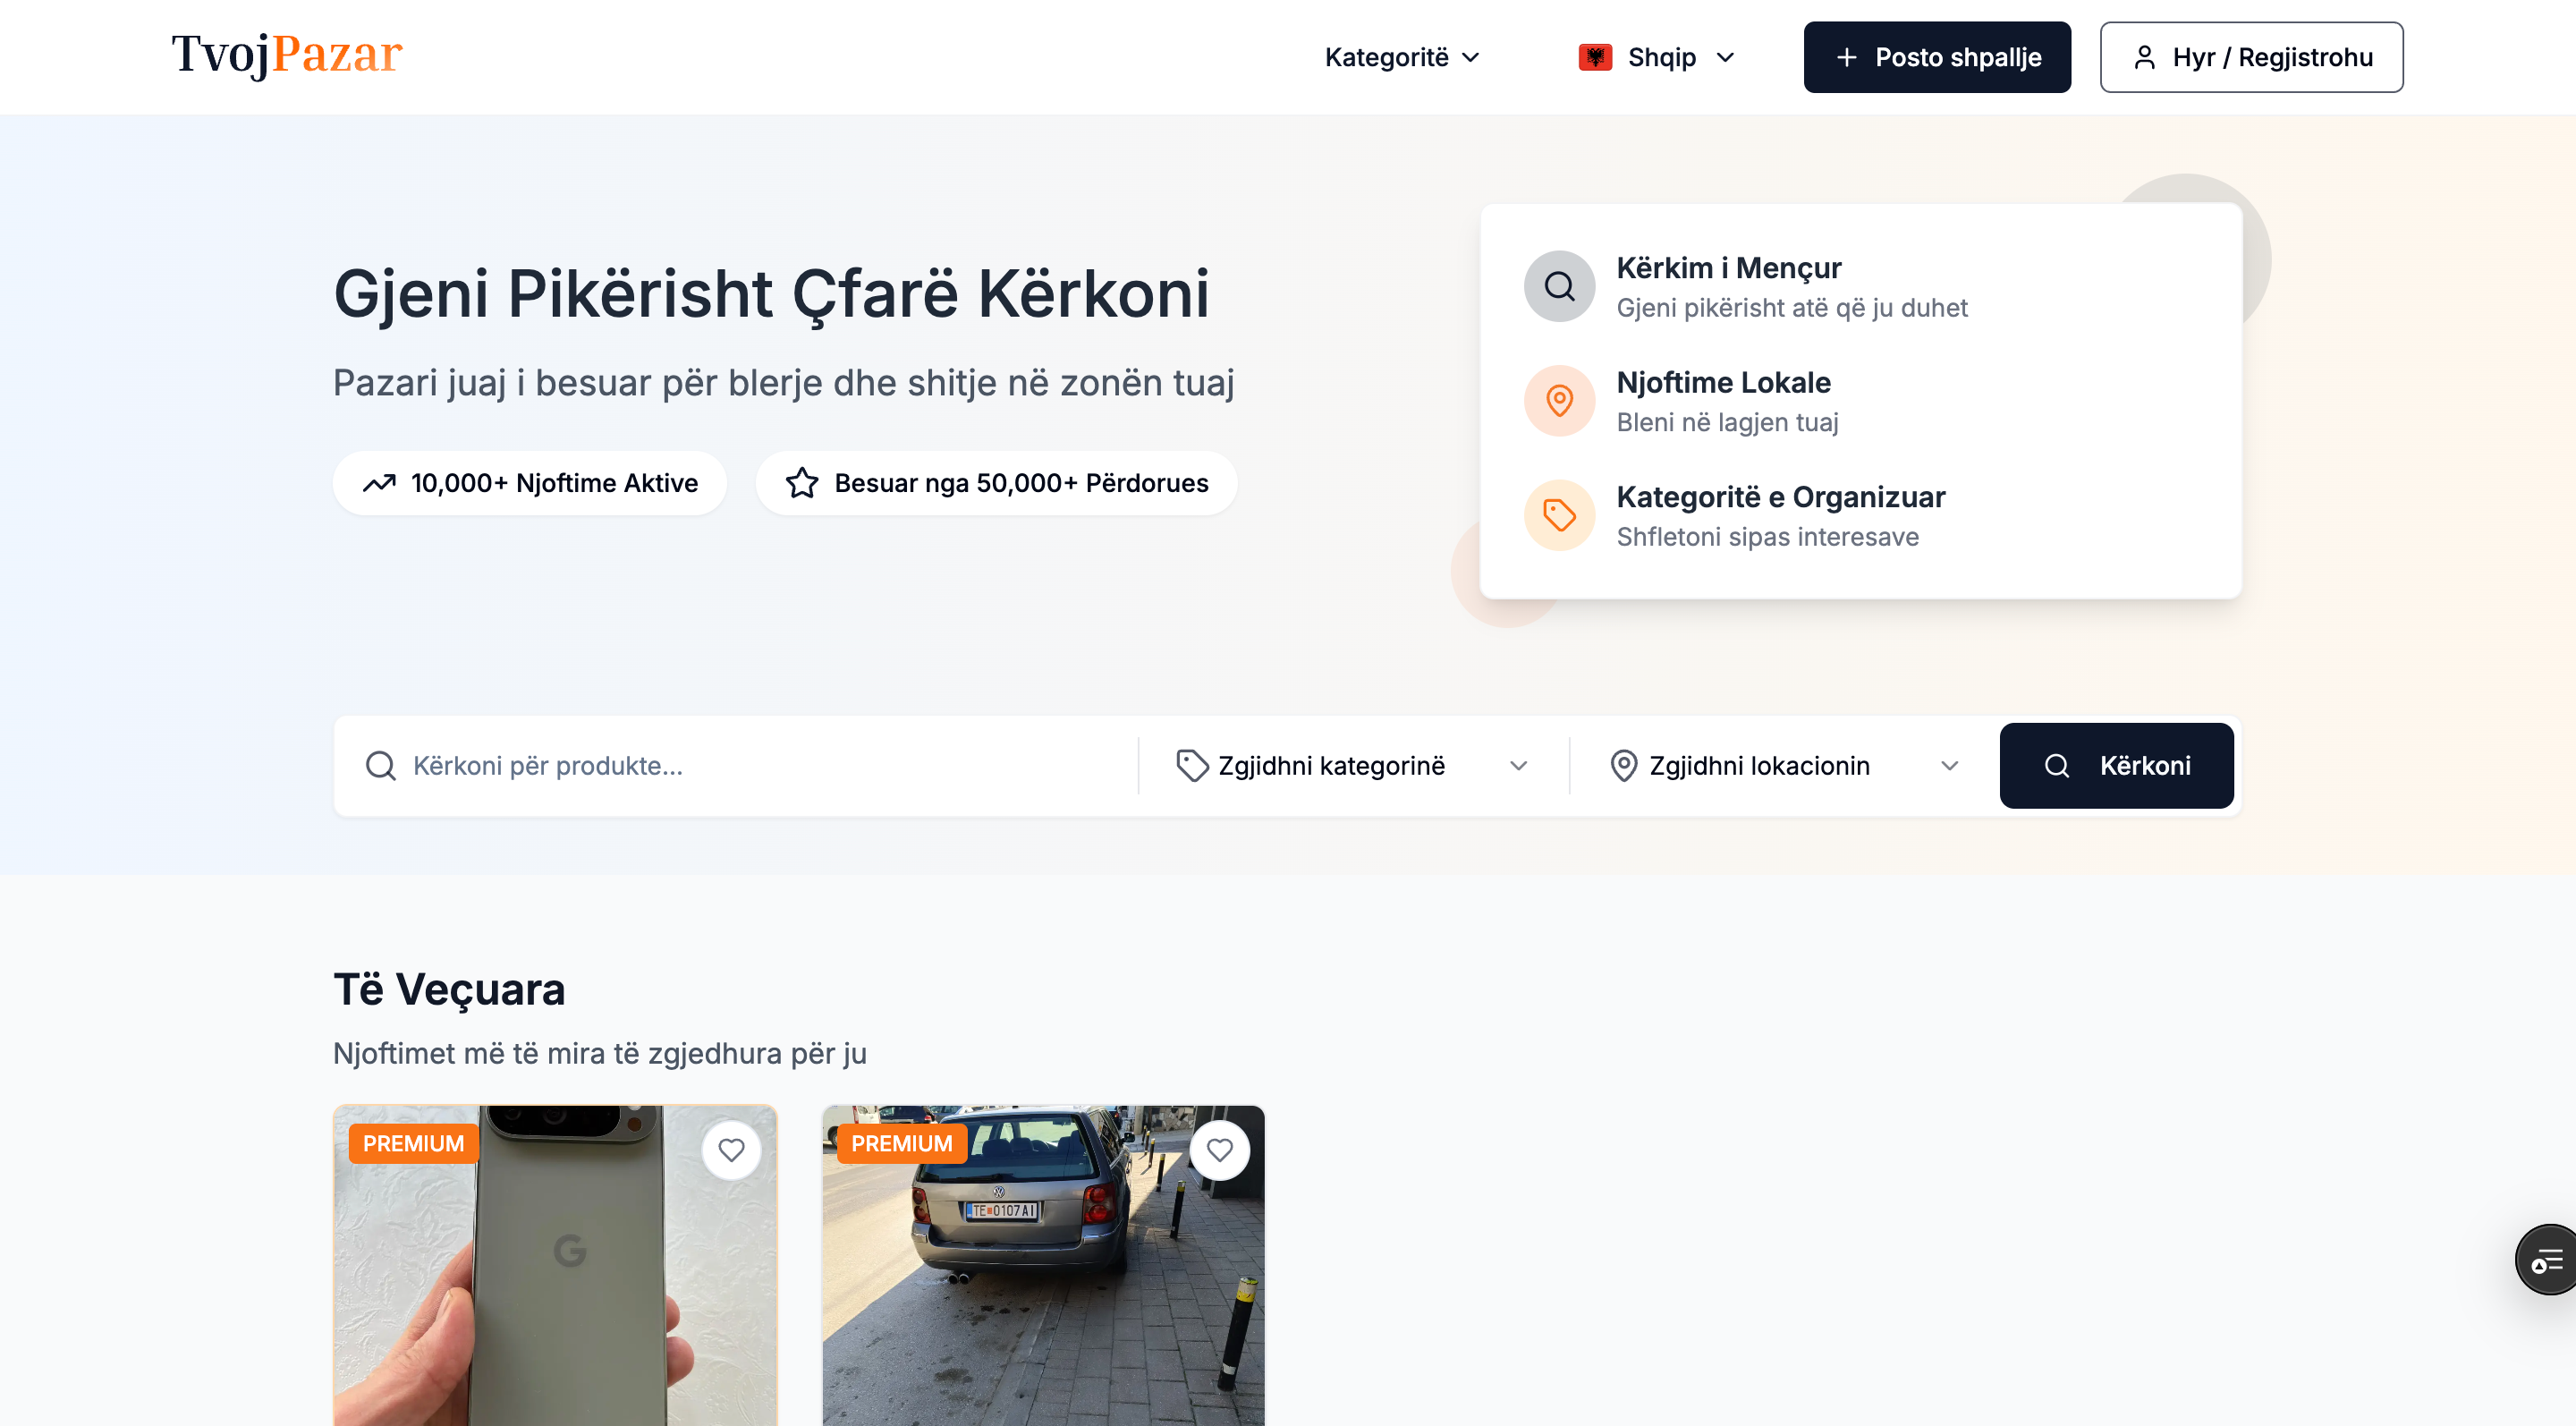 TvojPazar
Kategoritë
Shqip
Posto shpallje
Hyr / Regjistrohu
Gjeni Pikërisht Çfarë Kërkoni
Pazari juaj i besuar për blerje dhe shitje në zonën tuaj
10,000+ Njoftime Aktive
Besuar nga 50,000+ Përdorues
Kërkim i Mençur
Gjeni pikërisht atë që ju duhet
Njoftime Lokale
Bleni në lagjen tuaj
Kategoritë e Organizuar
Shfletoni sipas interesave
Kërkoni për produkte...
Zgjidhni kategorinë
Zgjidhni lokacionin
Kërkoni
Të Veçuara
Njoftimet më të mira të zgjedhura për ju
PREMIUM
G
PREMIUM
TE 0107AI